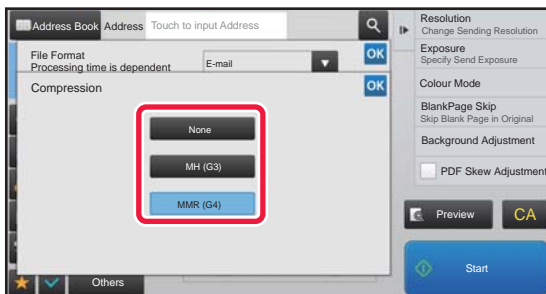 Address Book Address Touch to input Address
File Format
Processing time is dependent
E-mail
OK
Compression
OK
None
MH (G3)
MMR (G4)
Others
Resolution
Change Sending Resolution
Exposure
Specify Send Exposure
Colour Mode
BlankPage Skip
Skip Blank Page in Original
Background Adjustment
PDF Skew Adjustment
Preview
CA
Start